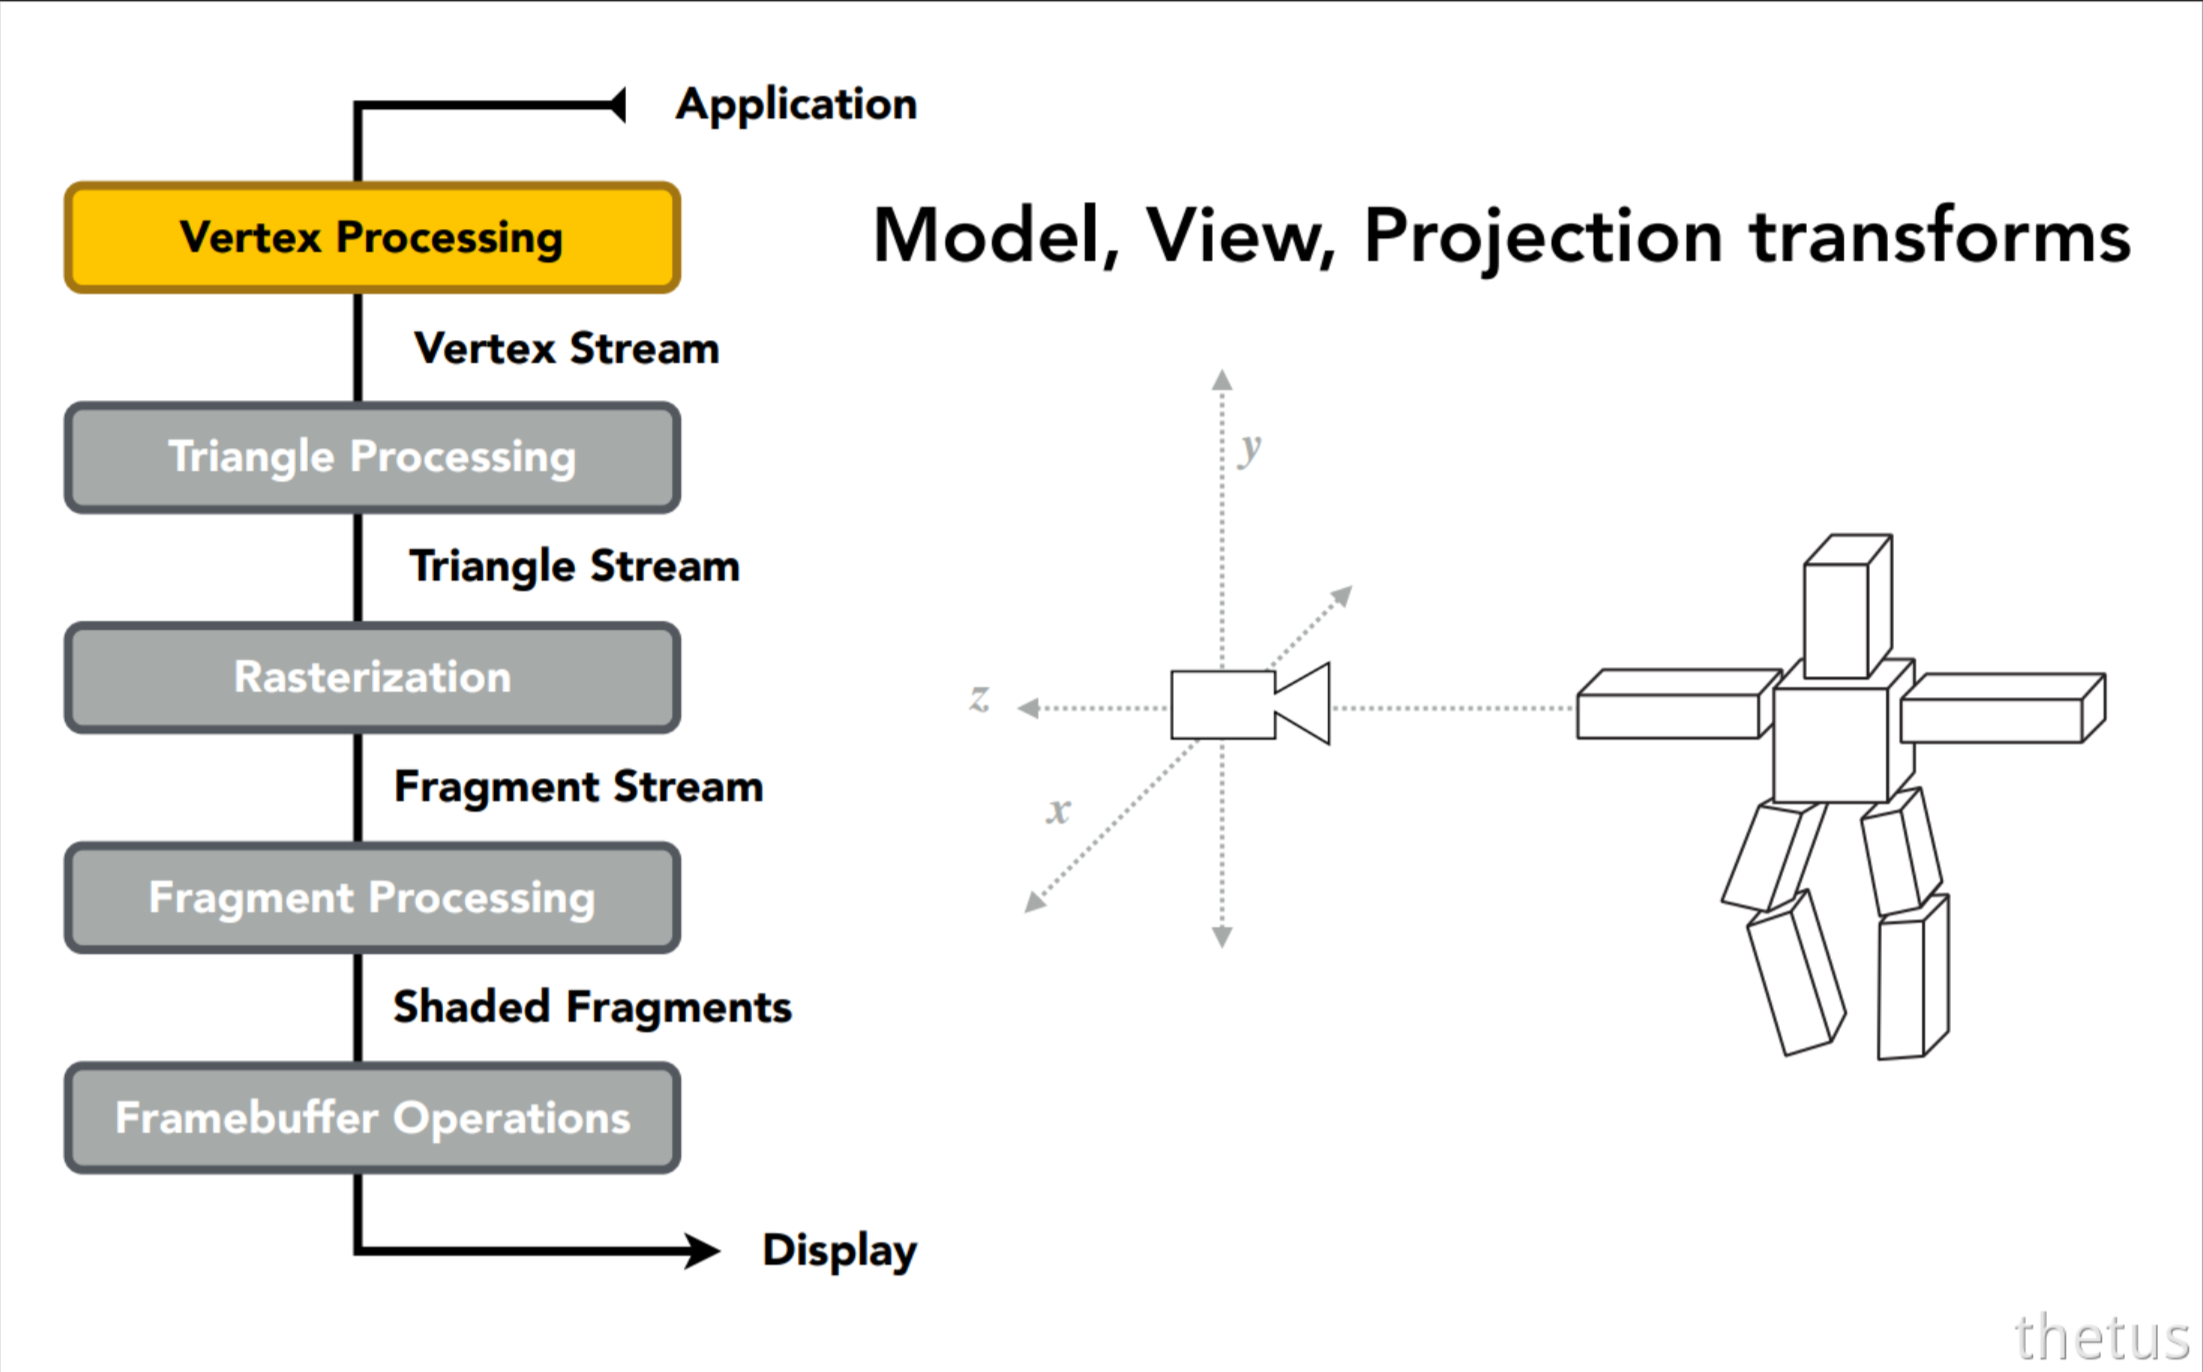 Application
Vertex Processing
Model, View, Projection transforms
Vertex Stream
Triangle Processing
Triangle Stream
Rasterization
Fragment Stream
Fragment Processing
Shaded Fragments
Framebuffer Operations
Display
y
z
x
thetus